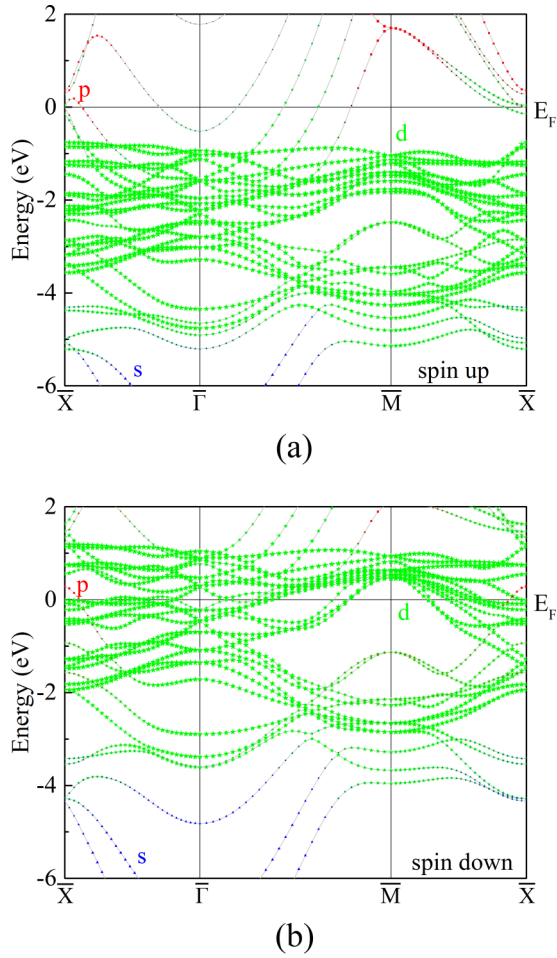 2
p
0
E_F
d
Energy (eV)
-2
-4
s
spin up
-6
X̅ Γ̅ M̅ X̅
(a)
2
p
0
E_F
d
Energy (eV)
-2
-4
s
spin down
-6
X̅ Γ̅ M̅ X̅
(b)